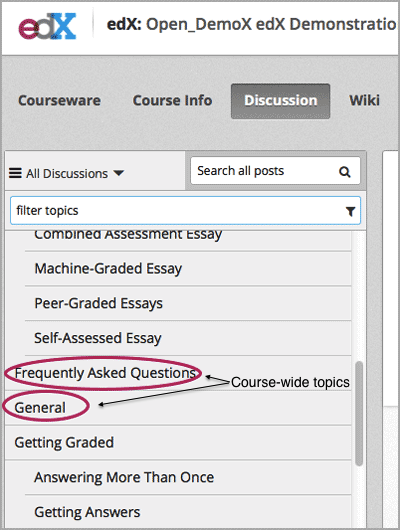 edX edX: Open_DemoX edX Demonstratio
Courseware Course Info Discussion Wiki
All Discussions Search all posts
filter topics
Combined Assessment Essay
Machine-Graded Essay
Peer-Graded Essays
Self-Assessed Essay
Frequently Asked Questions
Course-wide topics
General
Getting Graded
Answering More Than Once
Getting Answers